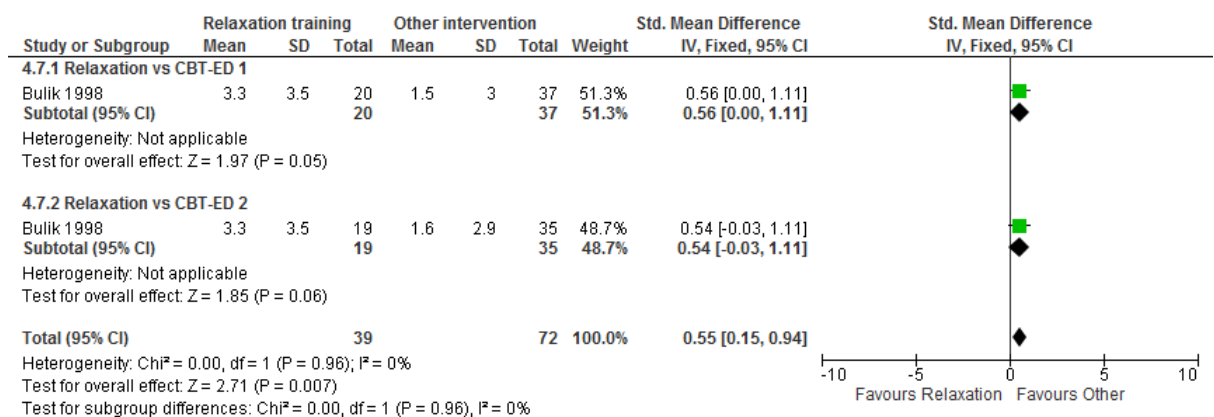 Relaxation training Other intervention Std. Mean Difference Std. Mean Difference
Study or Subgroup Mean SD Total Mean SD Total Weight IV, Fixed, 95% CI IV, Fixed, 95% CI
4.7.1 Relaxation vs CBT-ED 1
Bulik 1998 3.3 3.5 20 1.5 3 37 51.3% 0.56 [0.00, 1.11]
Subtotal (95% CI) 20 37 51.3% 0.56 [0.00, 1.11]
Heterogeneity: Not applicable
Test for overall effect: Z = 1.97 (P = 0.05)
4.7.2 Relaxation vs CBT-ED 2
Bulik 1998 3.3 3.5 19 1.6 2.9 35 48.7% 0.54 [-0.03, 1.11]
Subtotal (95% CI) 19 35 48.7% 0.54 [-0.03, 1.11]
Heterogeneity: Not applicable
Test for overall effect: Z = 1.85 (P = 0.06)
Total (95% CI) 39 72 100.0% 0.55 [0.15, 0.94]
Heterogeneity: Chi² = 0.00, df = 1 (P = 0.96); I² = 0%
Test for overall effect: Z = 2.71 (P = 0.007)
Test for subgroup differences: Chi² = 0.00, df = 1 (P = 0.96), I² = 0%
-10 -5 0 5 10
Favours Relaxation Favours Other